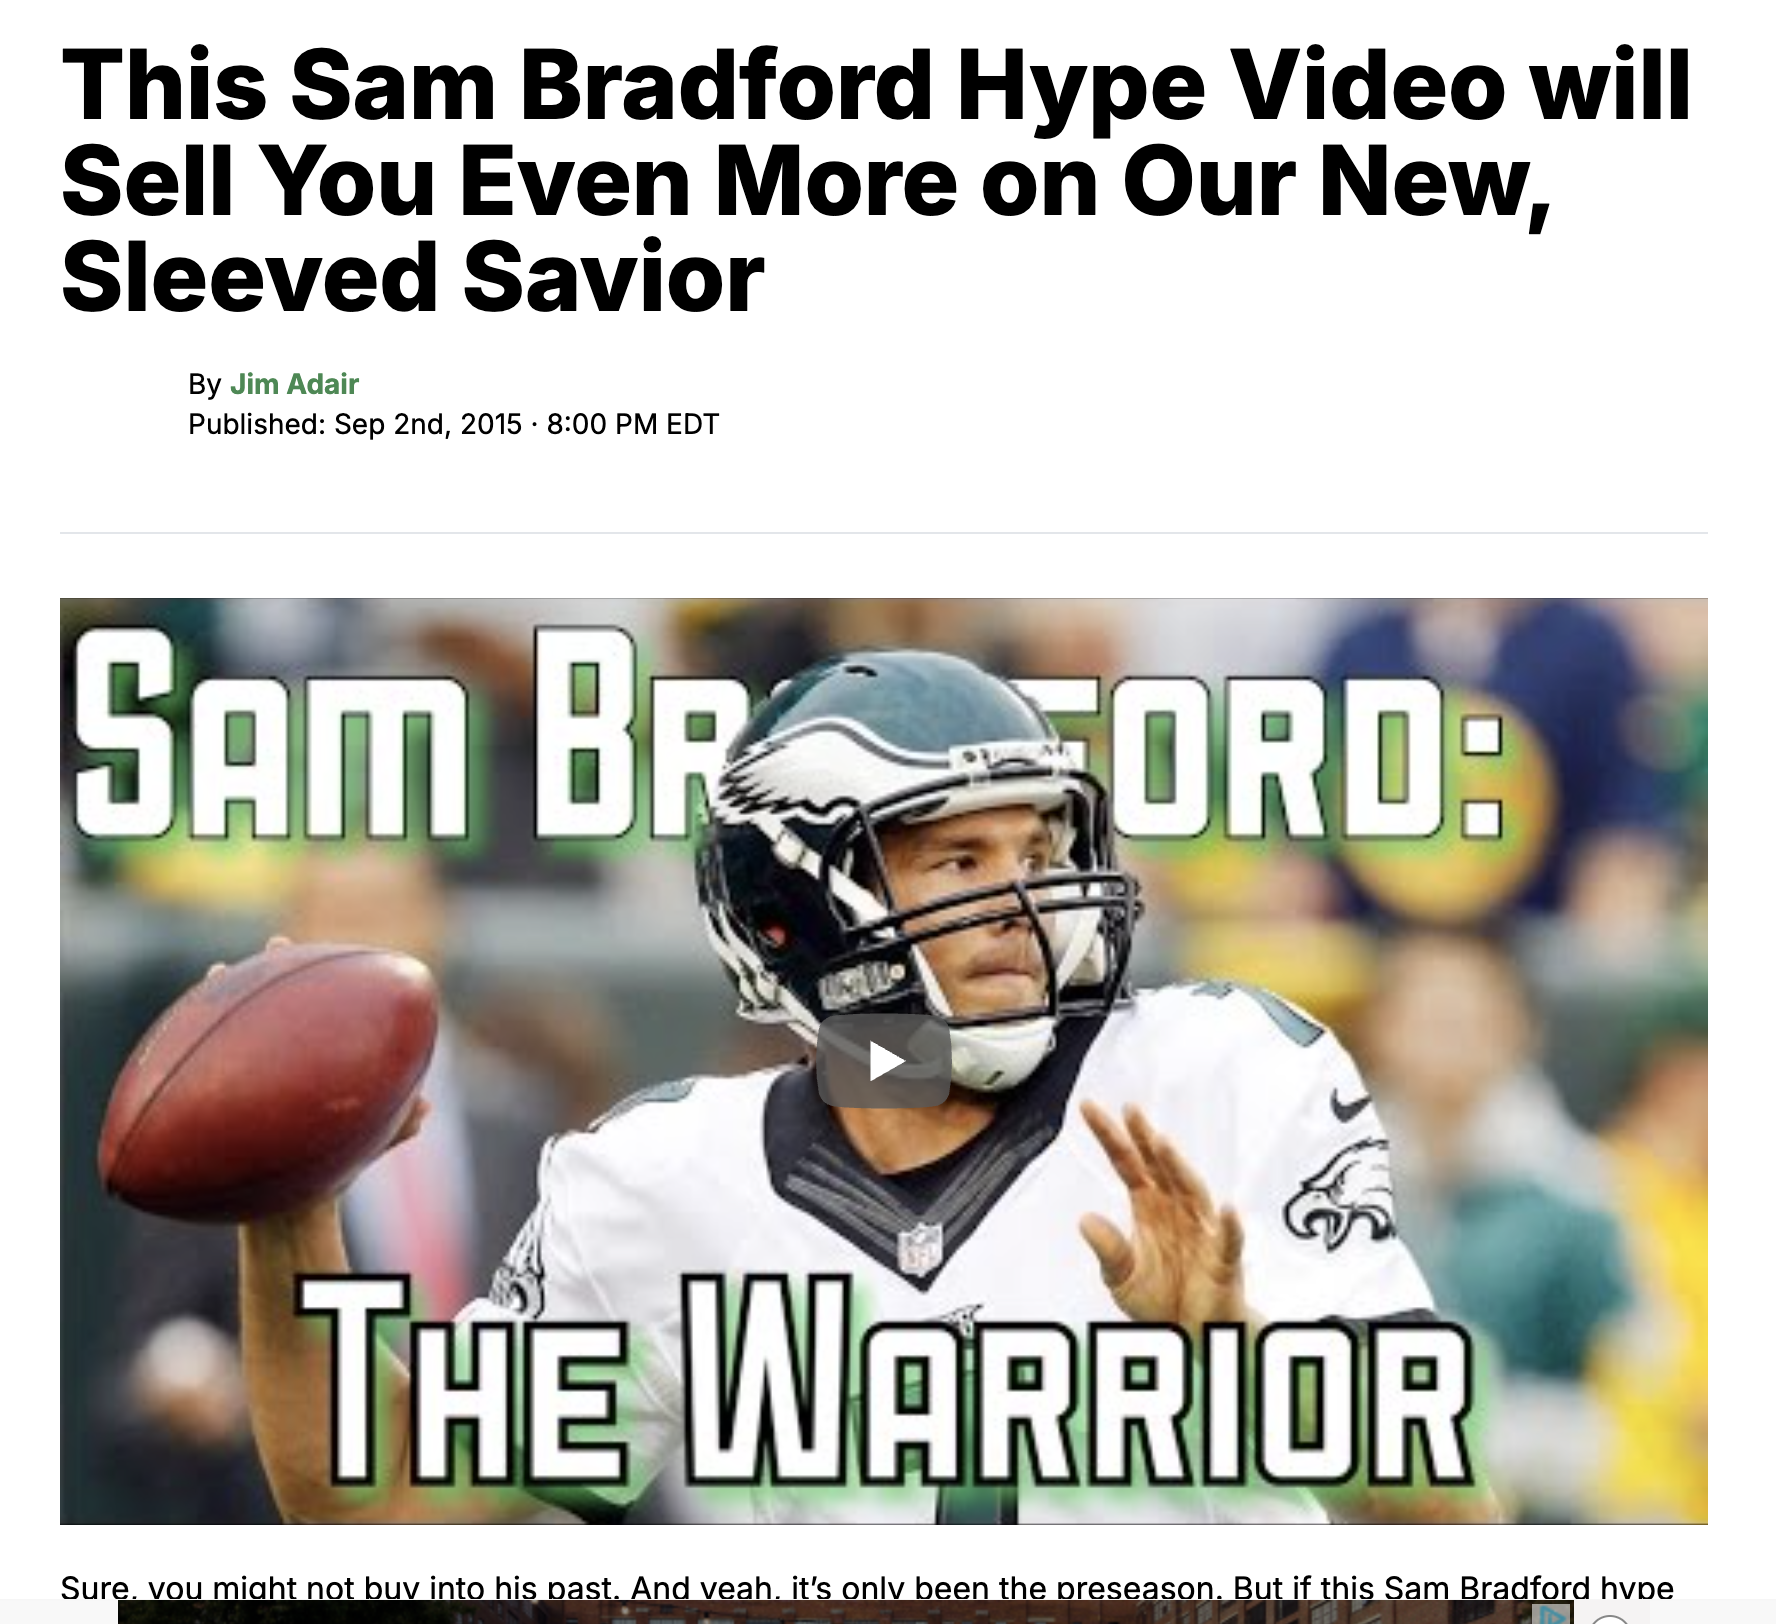 This Sam Bradford Hype Video will
Sell You Even More on Our New,
Sleeved Savior
By Jim Adair
Published: Sep 2nd, 2015 · 8:00 PM EDT
SAM BR FORD:
NFL
THE WARRIOR
Sure, you might not buy into his past. And yeah, it’s only been the preseason. But if this Sam Bradford hype